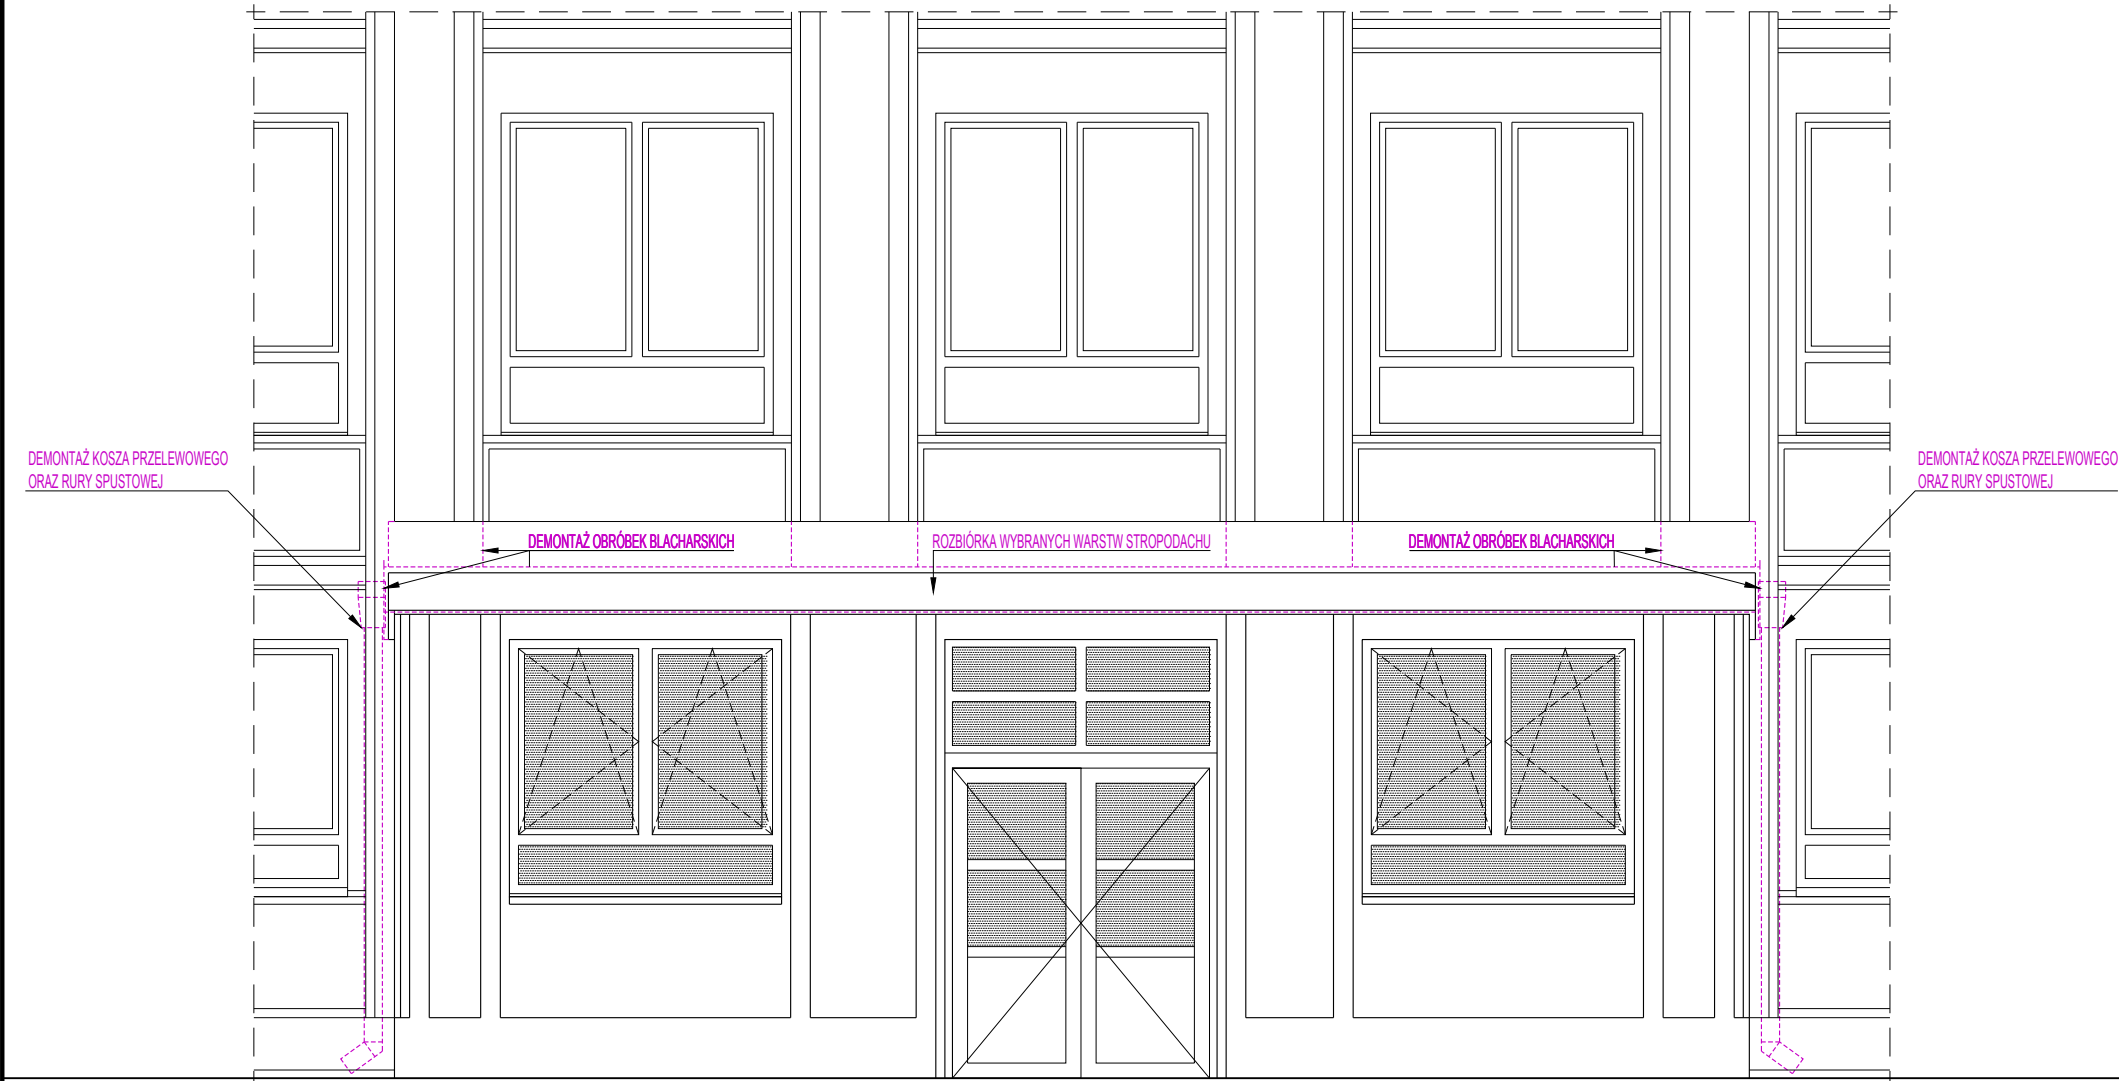 DEMONTAŻ KOSZA PRZELEWOWEGO
ORAZ RURY SPUSTOWEJ
DEMONTAŻ OBRÓBEK BLACHARSKICH
ROZBIÓRKA WYBRANYCH WARSTW STROPODACHU
DEMONTAŻ OBRÓBEK BLACHARSKICH
DEMONTAŻ KOSZA PRZELEWOWEGO
ORAZ RURY SPUSTOWEJ